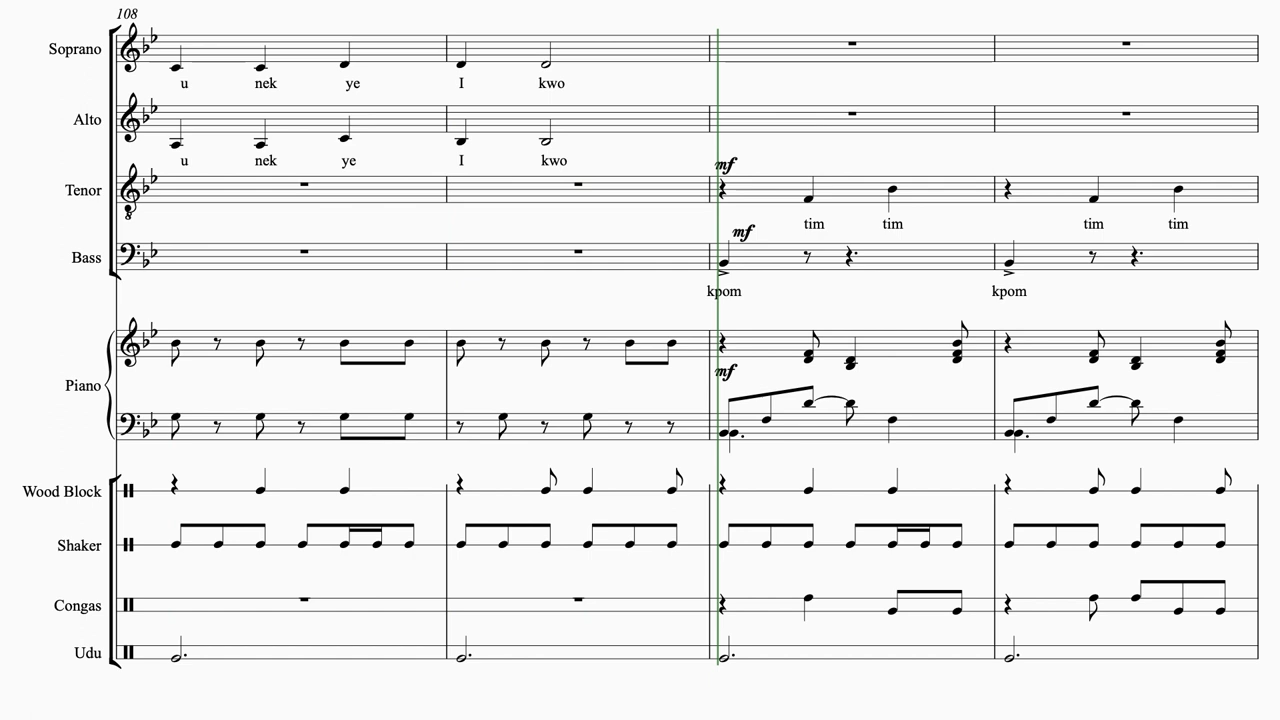 108
Soprano
u nek ye I kwo
Alto
u nek ye I kwo
mf
Tenor
tim tim tim tim
mf
Bass
kpom kpom
Piano
mf
Wood Block
Shaker
Congas
Udu